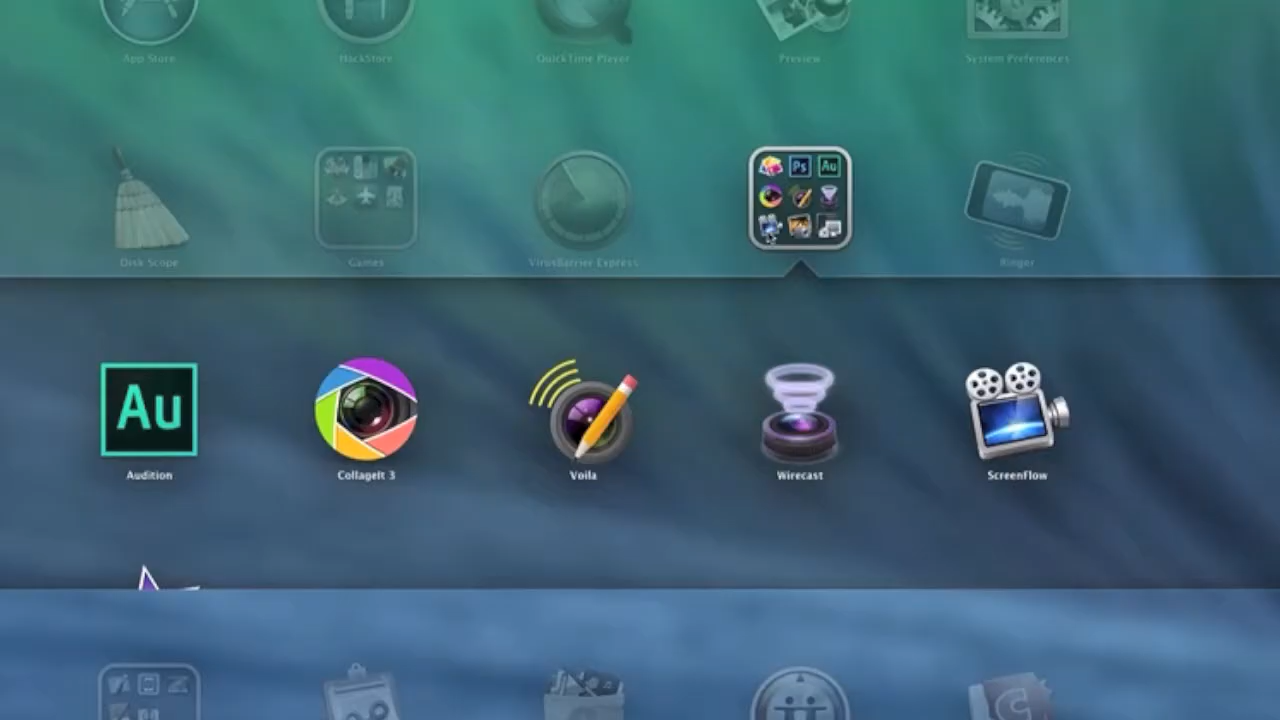 App Store
HackStore
QuickTime Player
Preview
System Preferences
Ps
Au
Disk Scope
Games
VirusBarrier Express
Ringer
Au
Audition
CollageIt 3
Voila
Wirecast
ScreenFlow